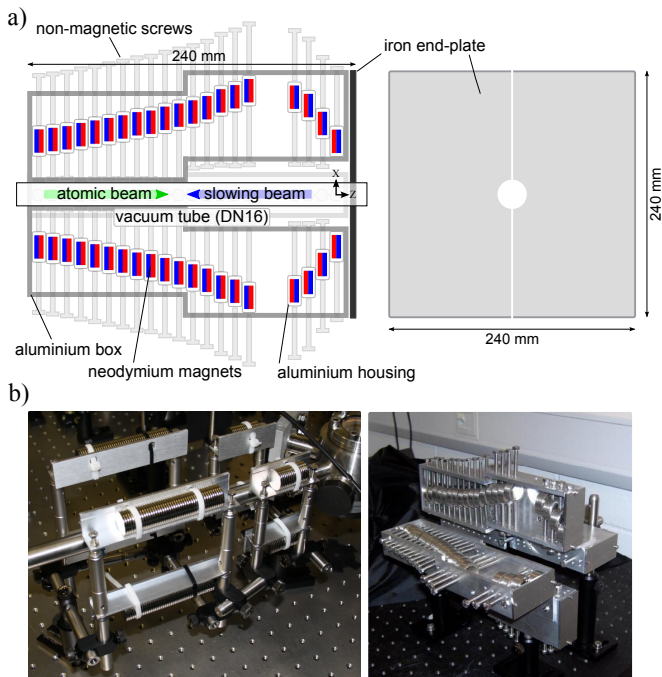 a)
non-magnetic screws
240 mm
iron end-plate
x
atomic beam
slowing beam
z
vacuum tube (DN16)
240 mm
aluminium box
neodymium magnets
aluminium housing
240 mm
b)